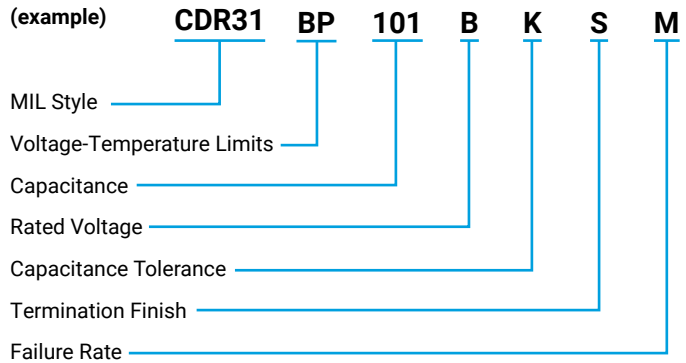 (example) CDR31 BP 101 B K S M
MIL Style
Voltage-Temperature Limits
Capacitance
Rated Voltage
Capacitance Tolerance
Termination Finish
Failure Rate